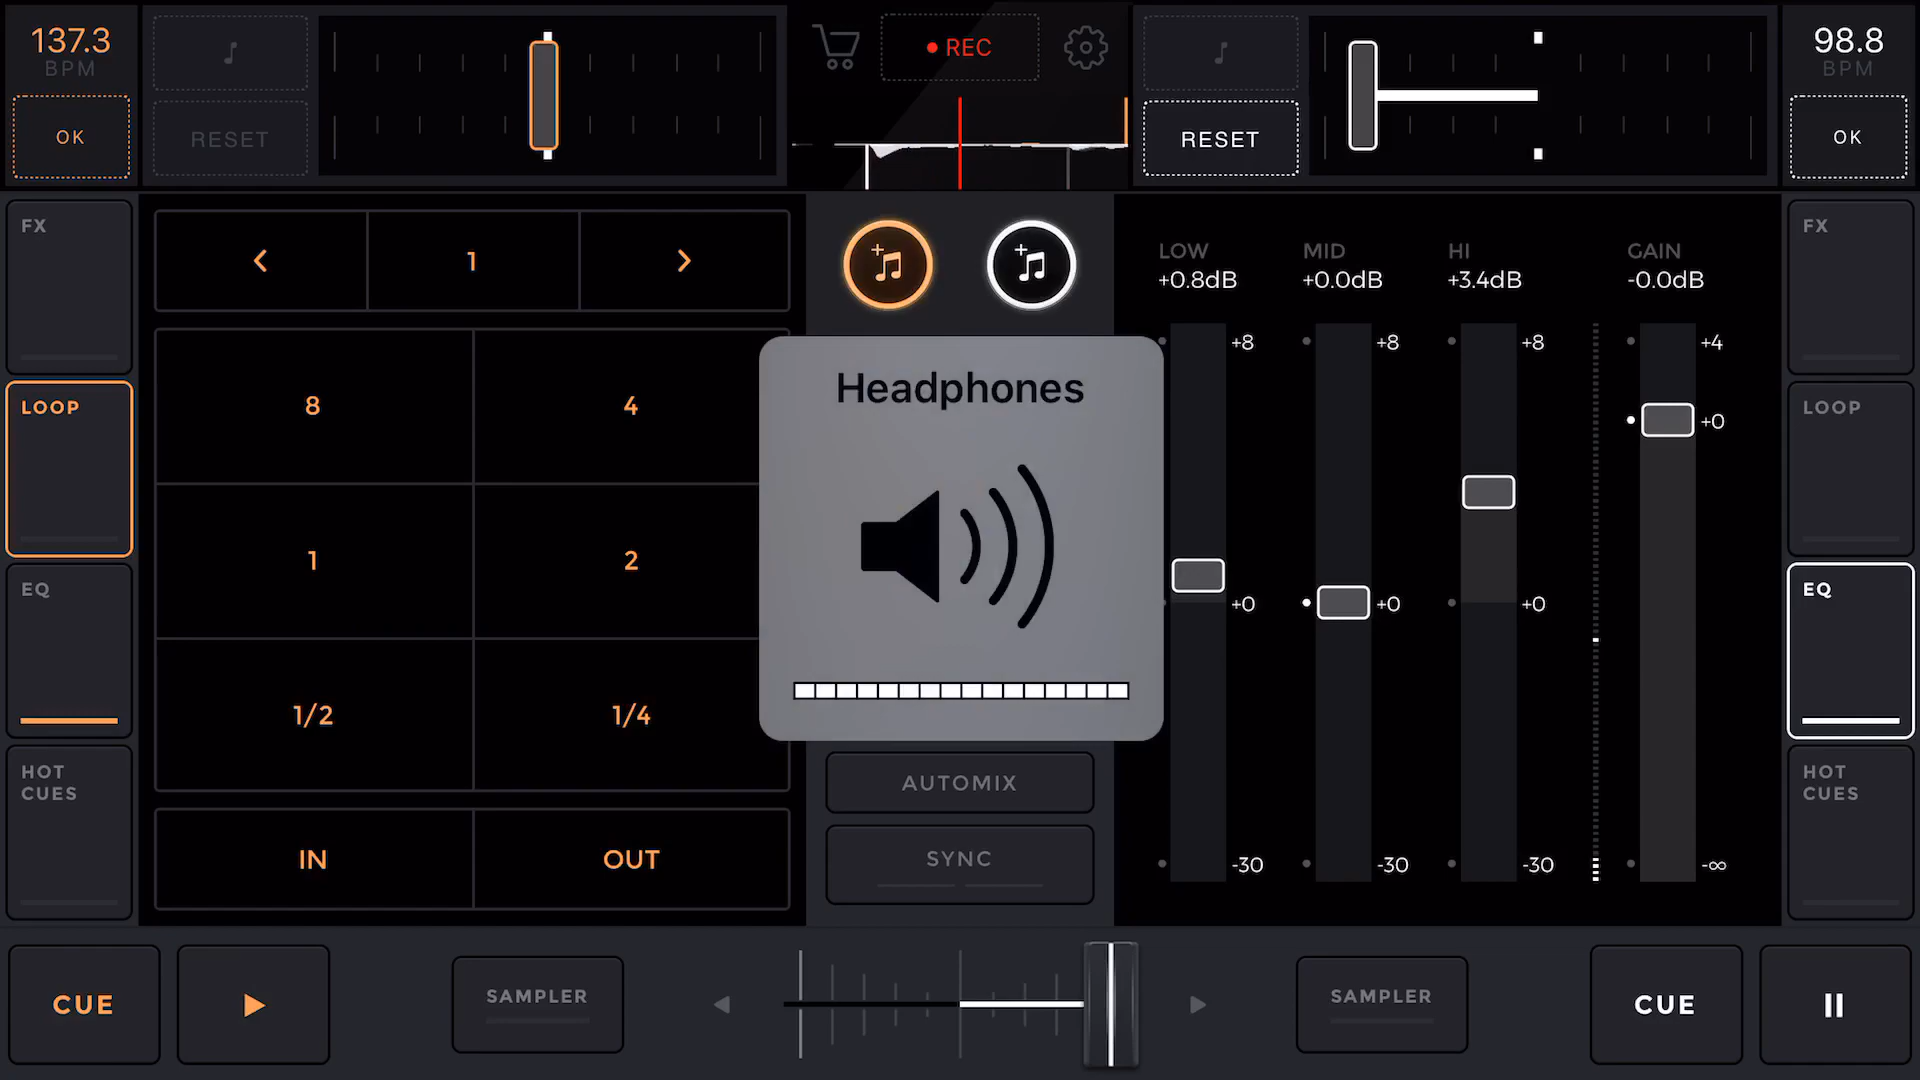 137.3
BPM
OK
RESET
REC
RESET
98.8
BPM
OK
FX
LOOP
EQ
HOT
CUES
< 1 >
8 4
1 2
1/2 1/4
IN OUT
Headphones
AUTOMIX
SYNC
LOW MID HI GAIN
+0.8dB +0.0dB +3.4dB -0.0dB
+8 +8 +8 +4
+0
+0 +0 +0
-30 -30 -30 -∞
FX
LOOP
EQ
HOT
CUES
CUE SAMPLER SAMPLER CUE